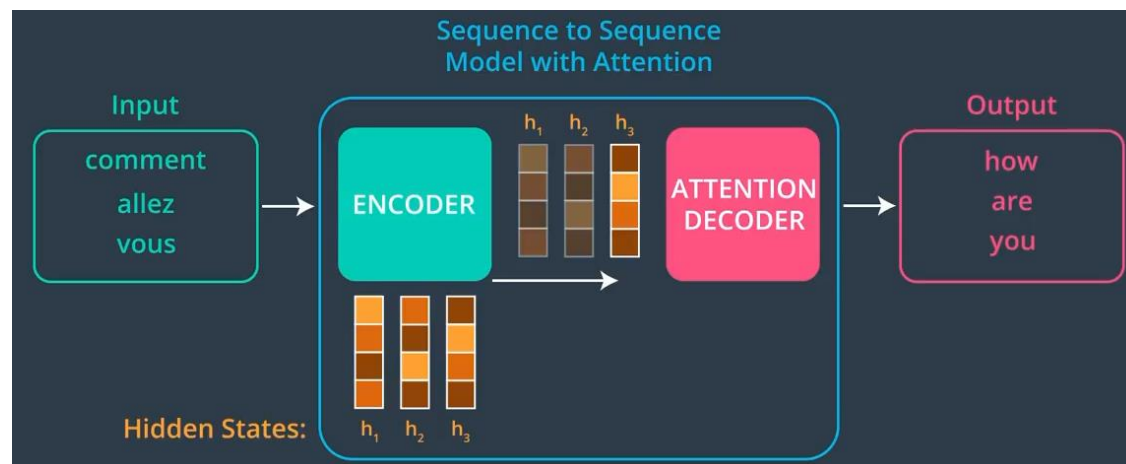 Sequence to Sequence
Model with Attention
Input
comment
allez
vous
ENCODER
h₁ h₂ h₃
ATTENTION
DECODER
Output
how
are
you
Hidden States: h₁ h₂ h₃